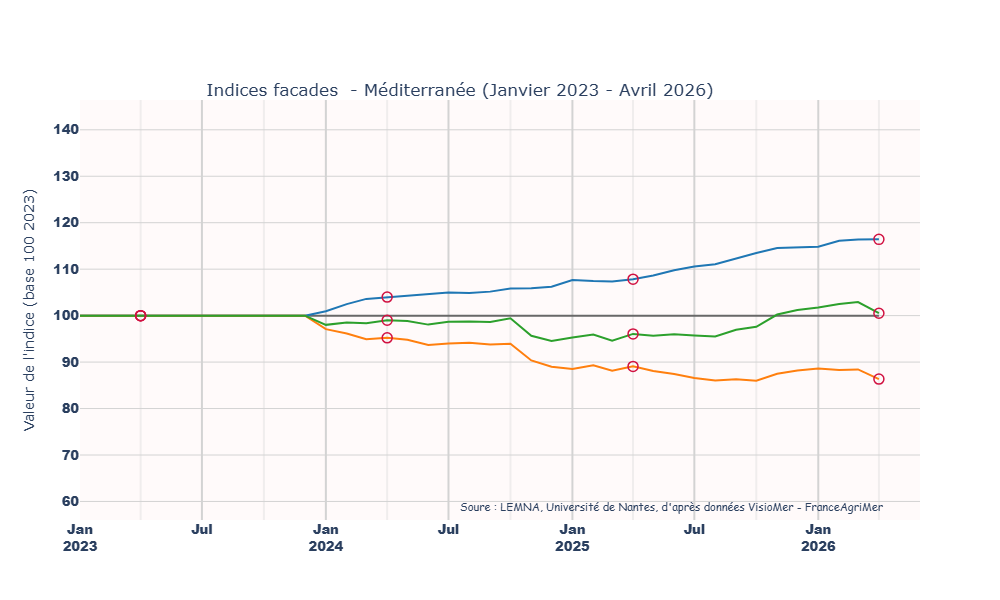 Indices facades  - Méditerranée (Janvier 2023 - Avril 2026)
Valeur de l'indice (base 100 2023)
140
130
120
110
100
90
80
70
60
Soure : LEMNA, Université de Nantes, d'après données VisioMer - FranceAgriMer
Jan Jul Jan Jul Jan Jul Jan
2023 2024 2025 2026